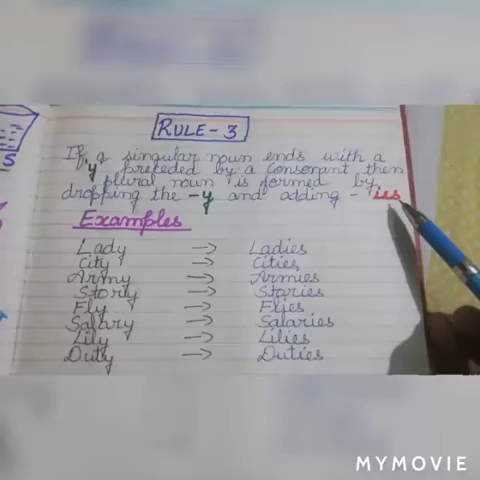 S
RULE - 3
If a singular noun ends with a
'y preceded by a consonant then
plural noun is formed by
dropping the -y and adding - 'ies
Examples
Lady → Ladies
City → Cities
Army → Armies
Story → Stories
Fly → Flies
Salary → Salaries
Lily → Lilies
Duty → Duties
MYMOVIE